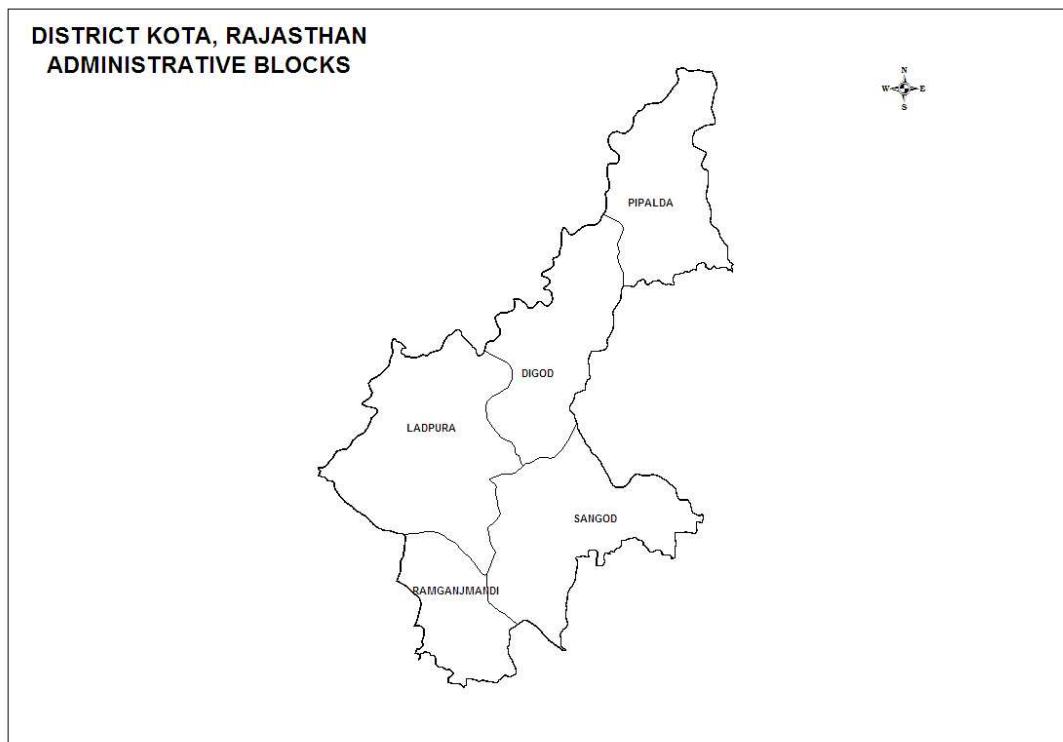 DISTRICT KOTA, RAJASTHAN
ADMINISTRATIVE BLOCKS
N
W E
S
PIPALDA
DIGOD
LADPURA
SANGOD
RAMGANJMANDI